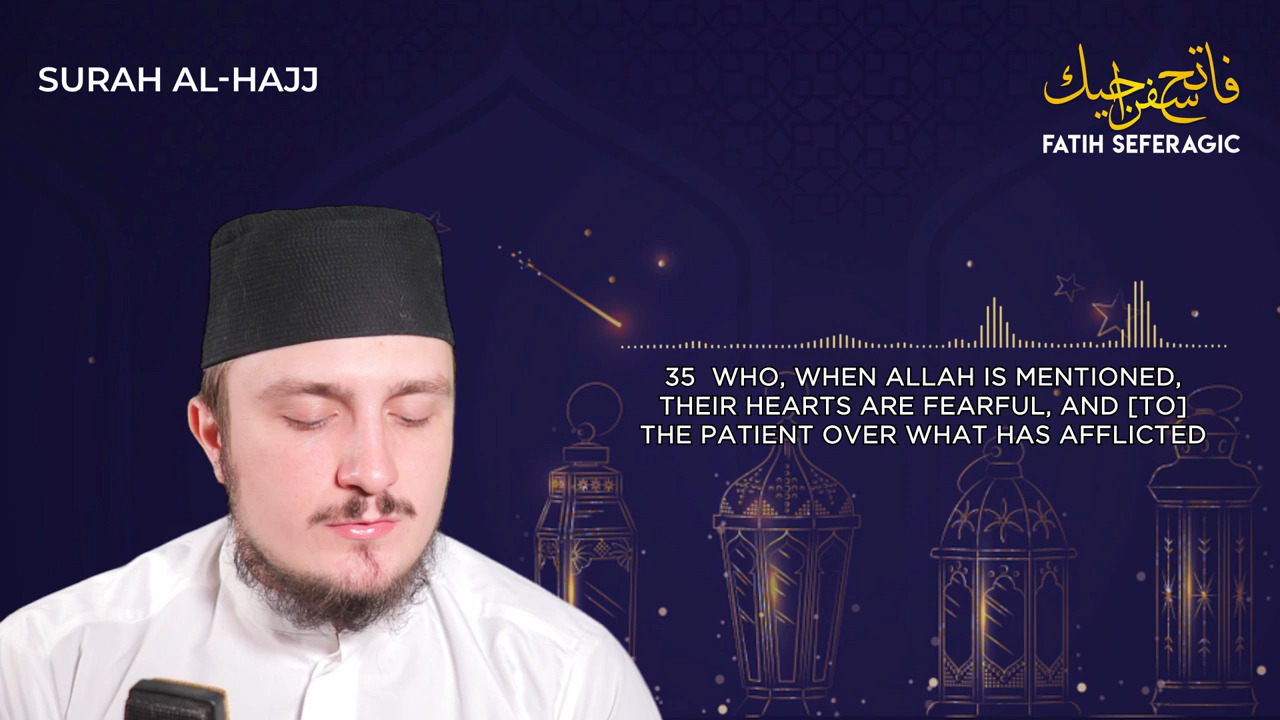 SURAH AL-HAJJ
فاتح سفراجيك
FATIH SEFERAGIC
35 WHO, WHEN ALLAH IS MENTIONED,
THEIR HEARTS ARE FEARFUL, AND [TO]
THE PATIENT OVER WHAT HAS AFFLICTED